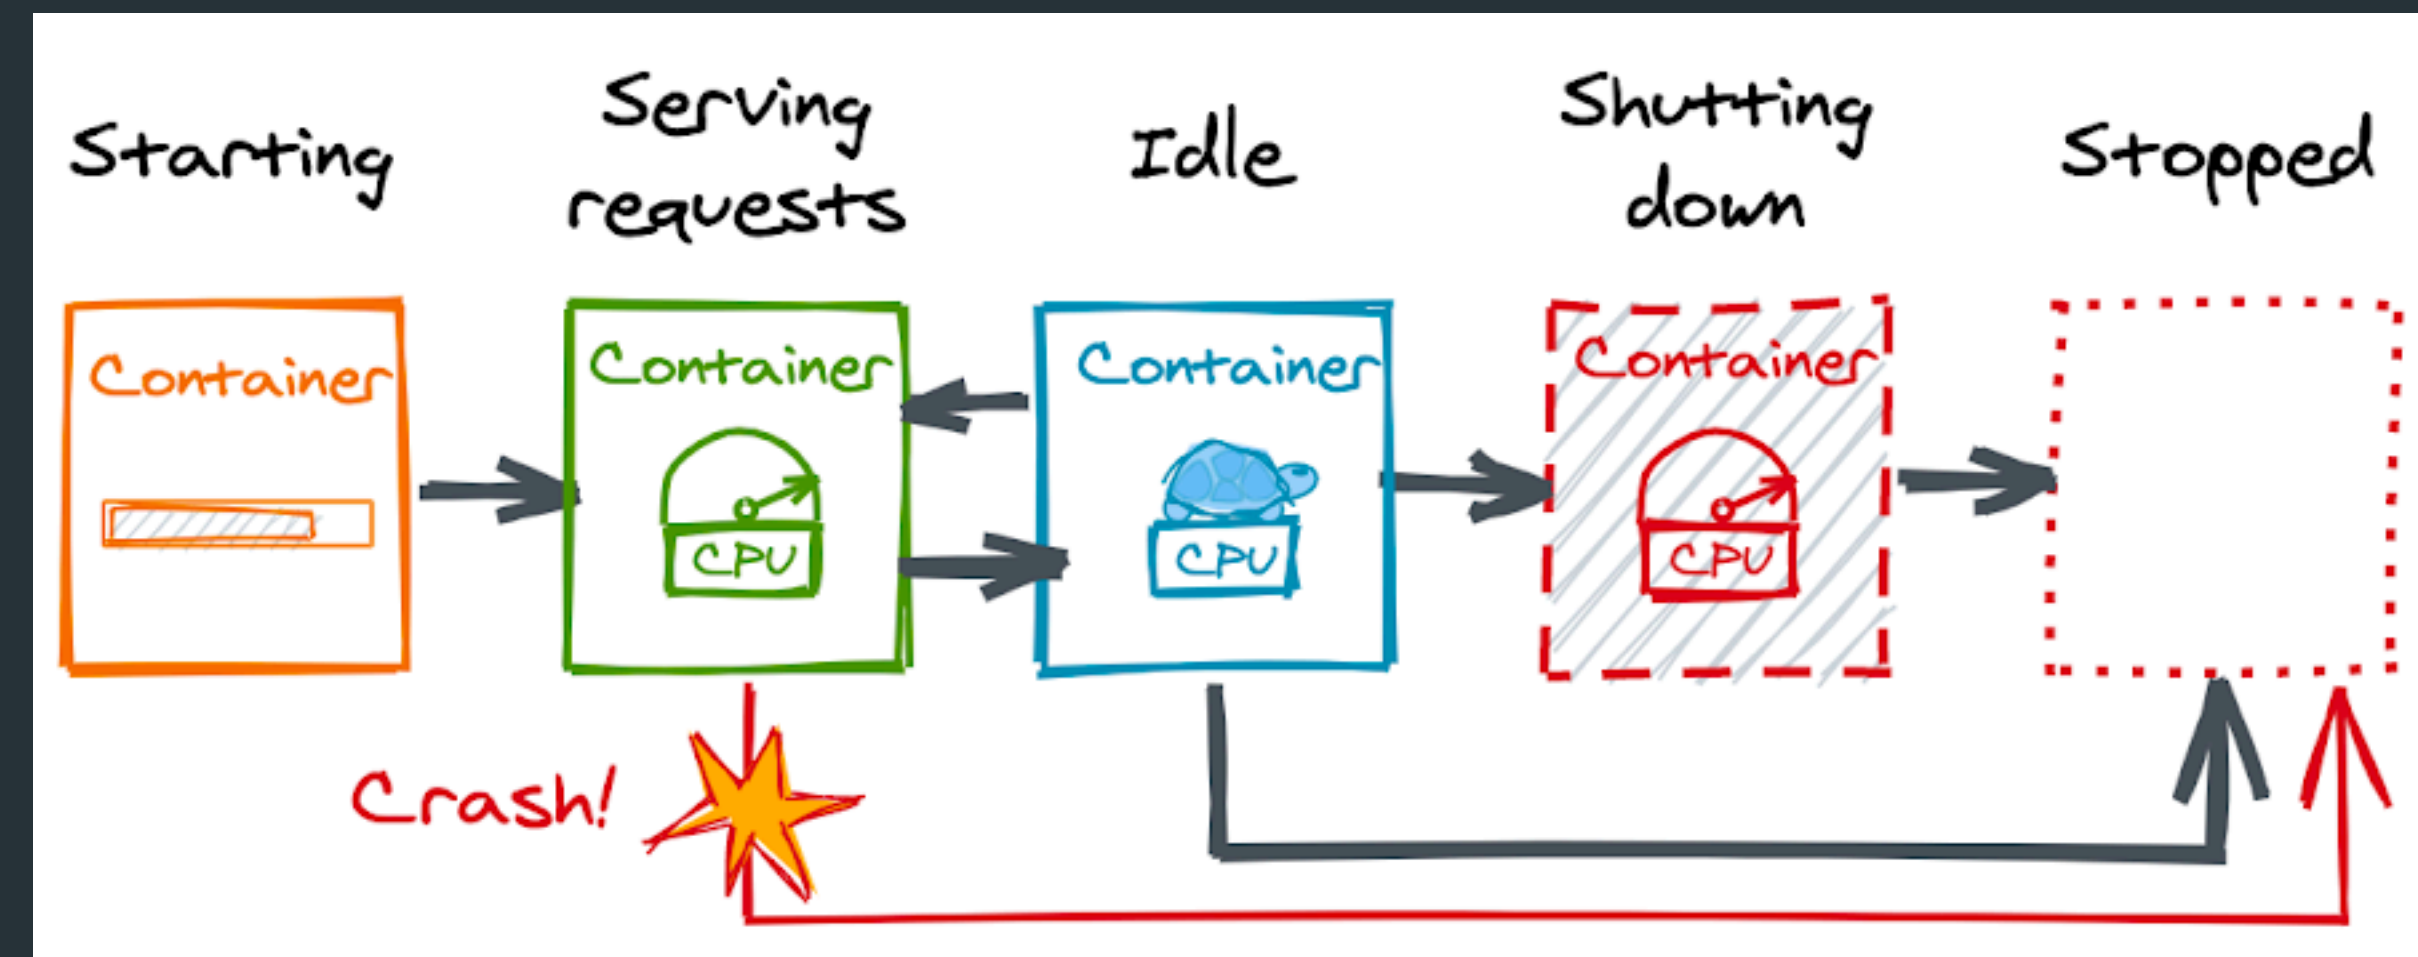 Starting
Serving
requests
Idle
Shutting
down
Stopped
Container
Container
CPU
Container
CPU
Container
CPU
Crash!